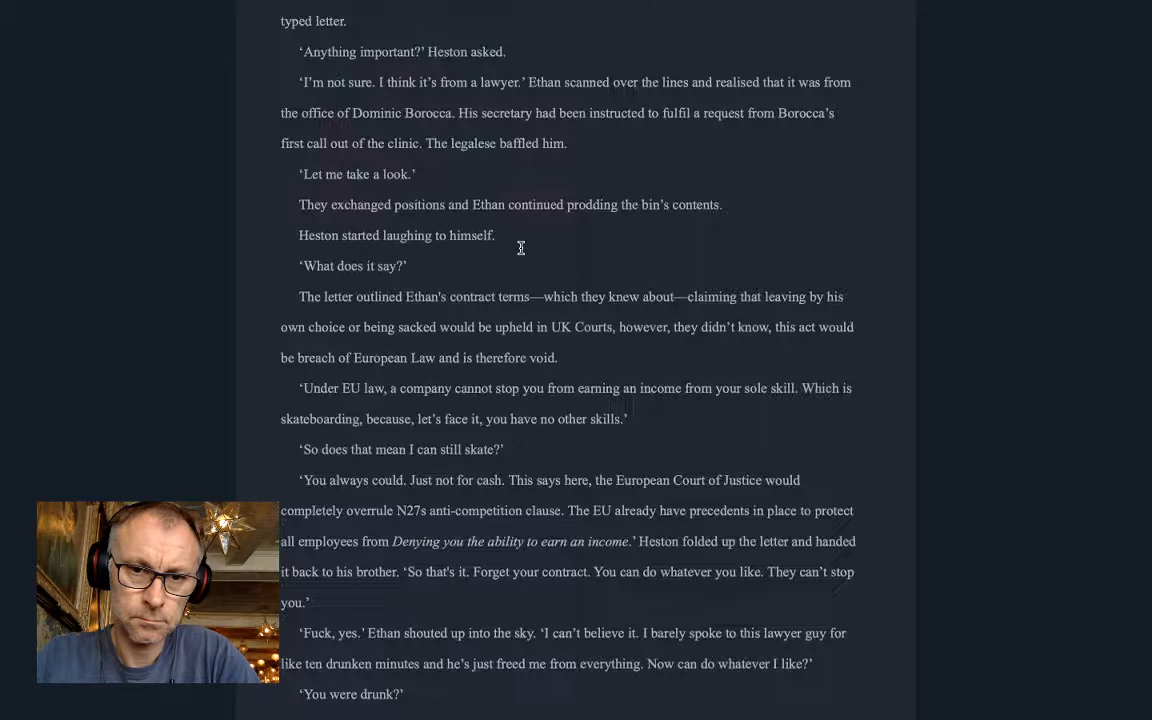 typed letter.
‘Anything important?’ Heston asked.
‘I’m not sure. I think it’s from a lawyer.’ Ethan scanned over the lines and realised that it was from
the office of Dominic Borocca. His secretary had been instructed to fulfil a request from Borocca’s
first call out of the clinic. The legalese baffled him.
‘Let me take a look.’
They exchanged positions and Ethan continued prodding the bin’s contents.
Heston started laughing to himself.
‘What does it say?’
The letter outlined Ethan's contract terms—which they knew about—claiming that leaving by his
own choice or being sacked would be upheld in UK Courts, however, they didn’t know, this act would
be breach of European Law and is therefore void.
‘Under EU law, a company cannot stop you from earning an income from your sole skill. Which is
skateboarding, because, let’s face it, you have no other skills.’
‘So does that mean I can still skate?’
‘You always could. Just not for cash. This says here, the European Court of Justice would
completely overrule N27s anti-competition clause. The EU already have precedents in place to protect
all employees from Denying you the ability to earn an income.’ Heston folded up the letter and handed
it back to his brother. ‘So that's it. Forget your contract. You can do whatever you like. They can’t stop
you.’
‘Fuck, yes.’ Ethan shouted up into the sky. ‘I can’t believe it. I barely spoke to this lawyer guy for
like ten drunken minutes and he’s just freed me from everything. Now can do whatever I like?’
‘You were drunk?’